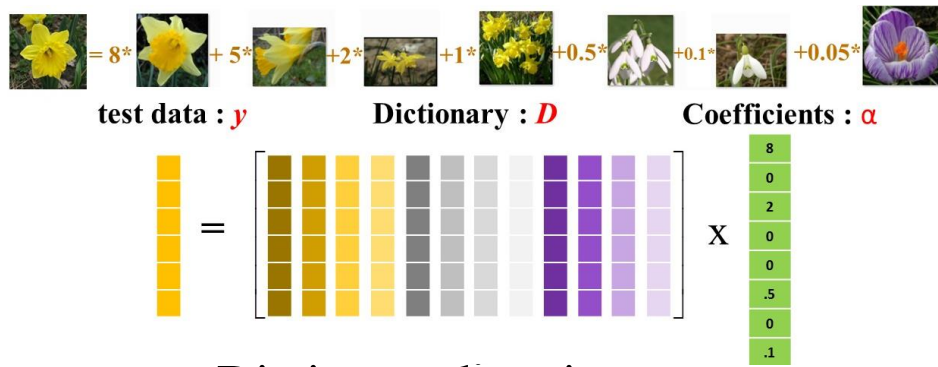 = 8* + 5* +2* +1* +0.5* +0.1* +0.05*
test data : y Dictionary : D Coefficients : α
= x
8
0
2
0
0
.5
0
.1